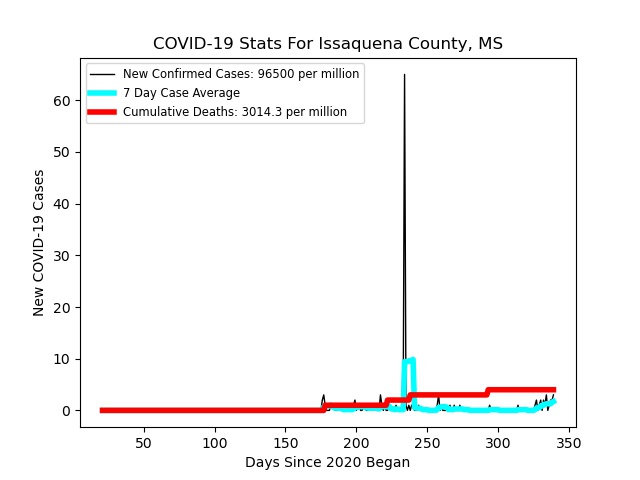 COVID-19 Stats For Issaquena County, MS
New Confirmed Cases: 96500 per million
7 Day Case Average
Cumulative Deaths: 3014.3 per million
New COVID-19 Cases
60
50
40
30
20
10
0
50 100 150 200 250 300 350
Days Since 2020 Began